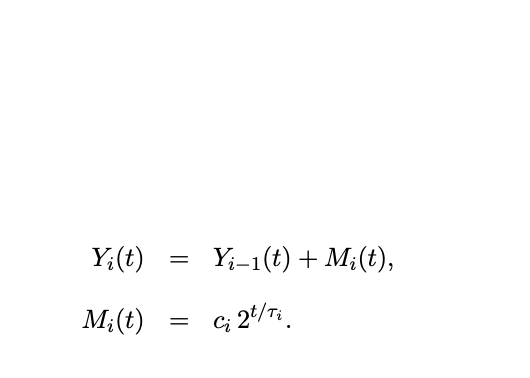 Yᵢ(t) = Yᵢ₋₁(t) + Mᵢ(t),
Mᵢ(t) = cᵢ 2^{t/τᵢ}.